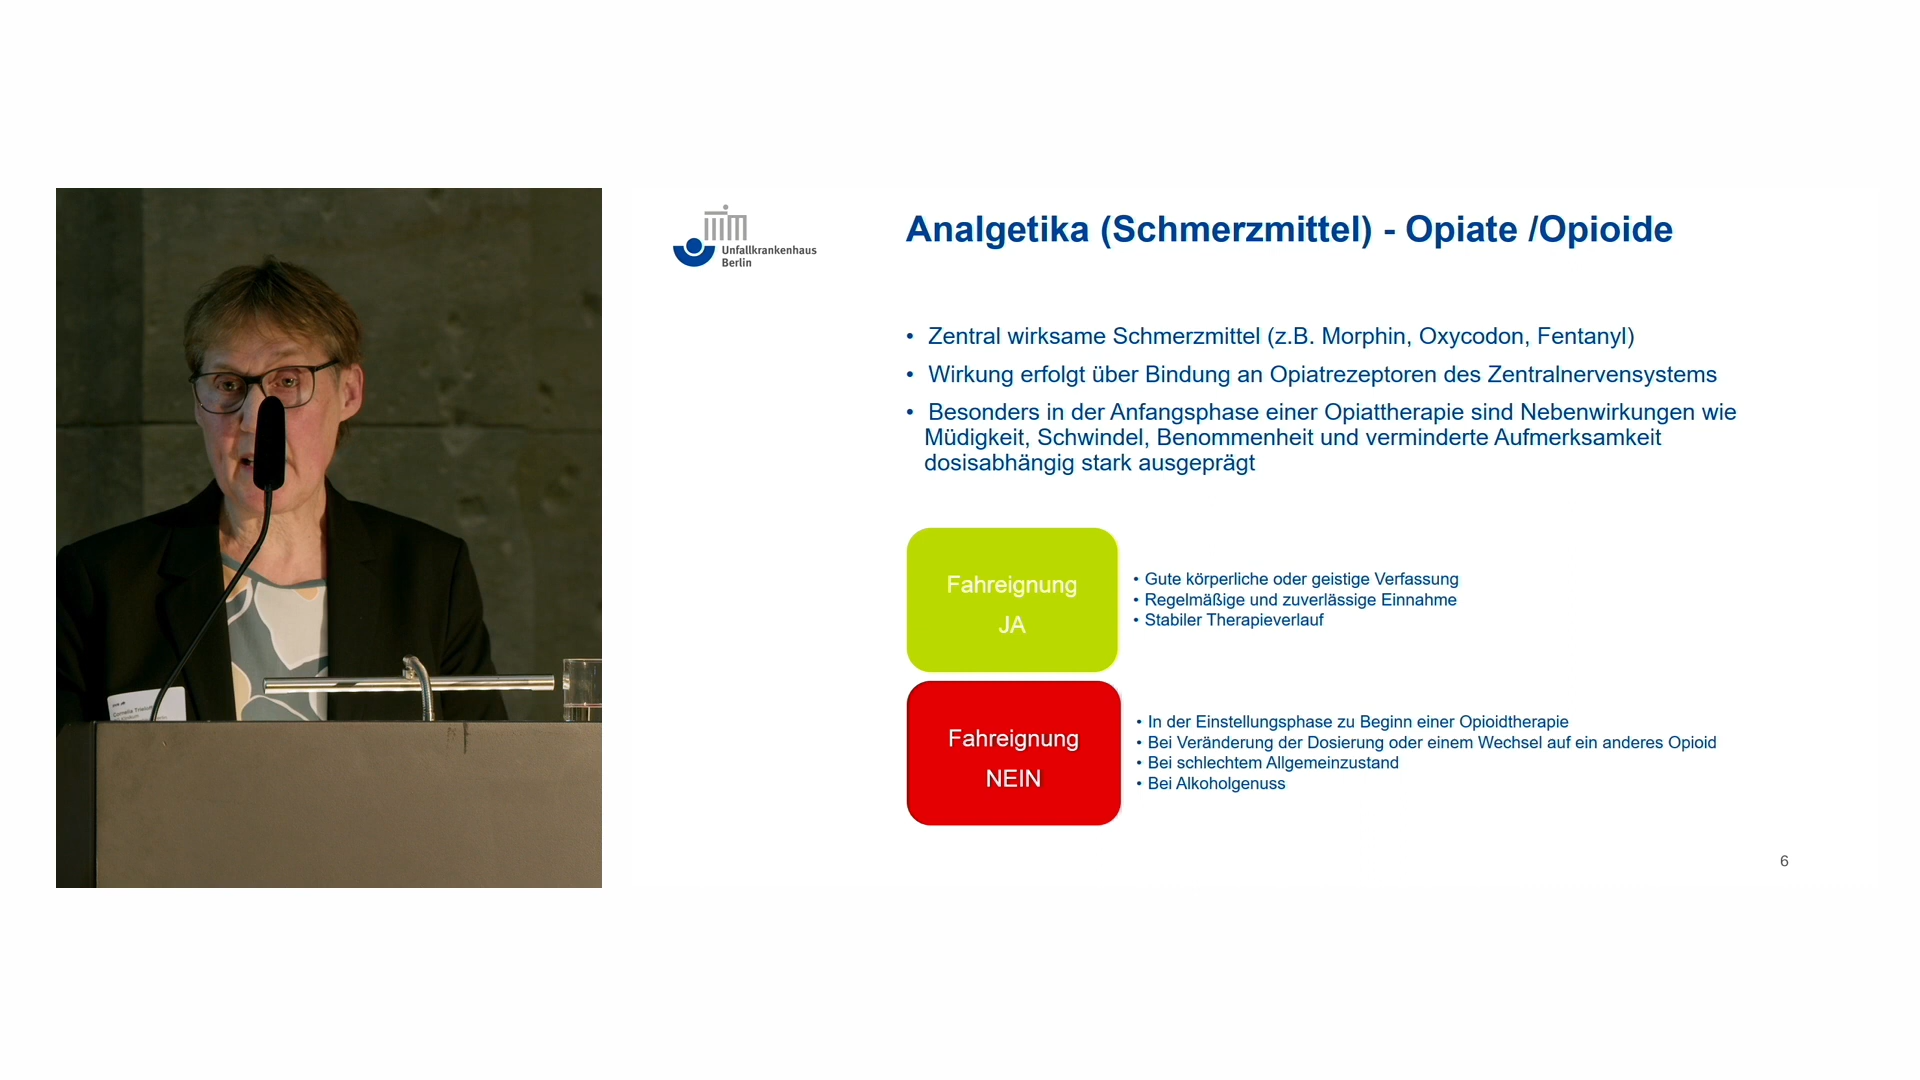 Unfallkrankenhaus
Berlin
Analgetika (Schmerzmittel) - Opiate /Opioide
• Zentral wirksame Schmerzmittel (z.B. Morphin, Oxycodon, Fentanyl)
• Wirkung erfolgt über Bindung an Opiatrezeptoren des Zentralnervensystems
• Besonders in der Anfangsphase einer Opiattherapie sind Nebenwirkungen wie
Müdigkeit, Schwindel, Benommenheit und verminderte Aufmerksamkeit
dosisabhängig stark ausgeprägt
Fahreignung
JA
• Gute körperliche oder geistige Verfassung
• Regelmäßige und zuverlässige Einnahme
• Stabiler Therapieverlauf
Fahreignung
NEIN
• In der Einstellungsphase zu Beginn einer Opioidtherapie
• Bei Veränderung der Dosierung oder einem Wechsel auf ein anderes Opioid
• Bei schlechtem Allgemeinzustand
• Bei Alkoholgenuss
6
Cornelia